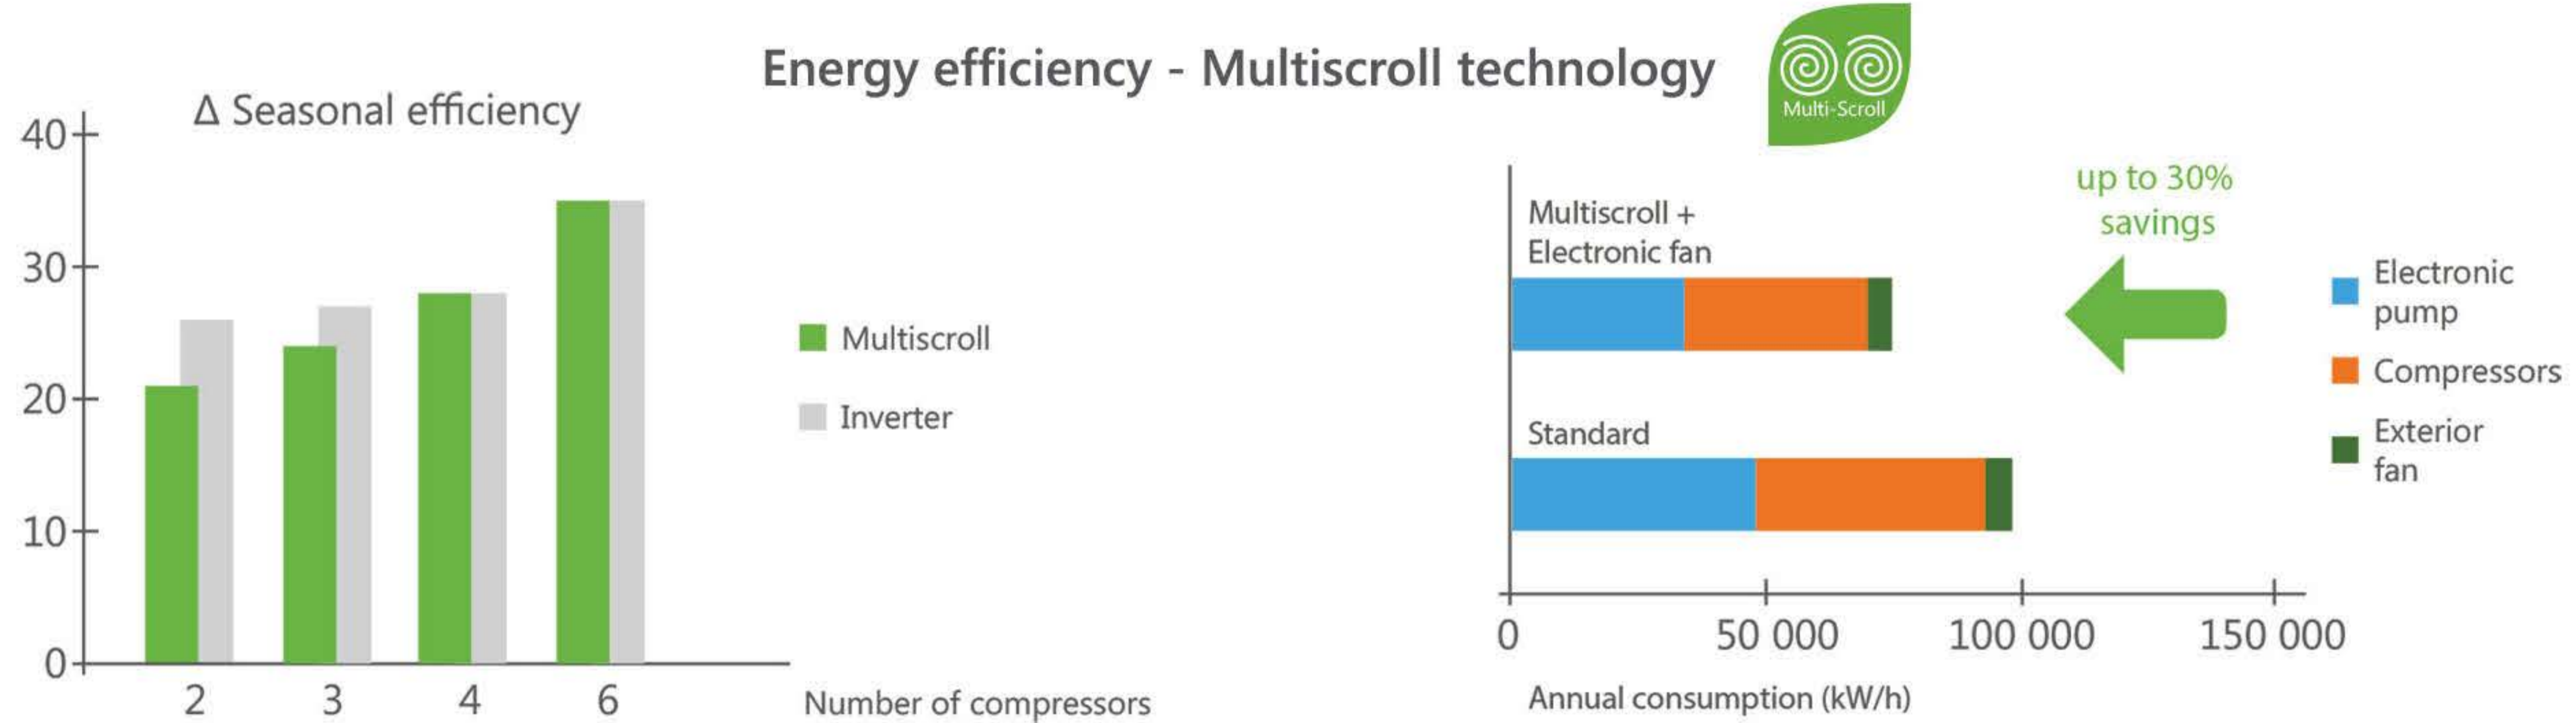 Energy efficiency - Multiscroll technology
Multi-Scroll
Δ Seasonal efficiency
40
30
20
10
0
2 3 4 6
Number of compressors
Multiscroll
Inverter
Multiscroll +
Electronic fan
Standard
up to 30%
savings
Electronic
pump
Compressors
Exterior
fan
0 50 000 100 000 150 000
Annual consumption (kW/h)